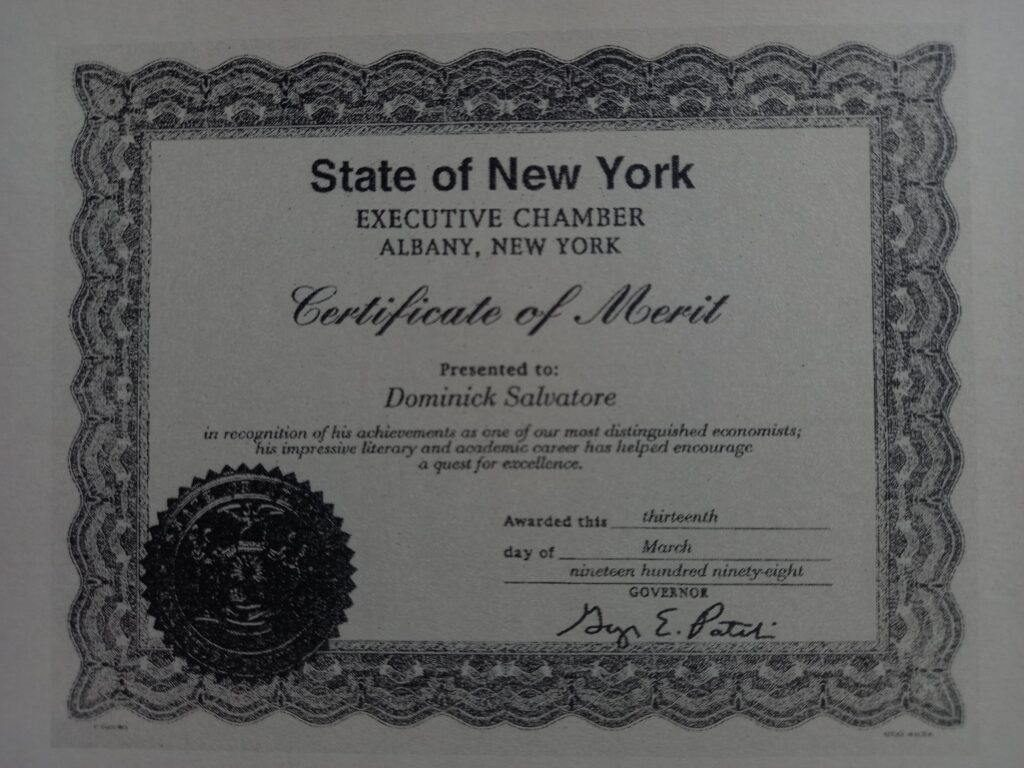 State of New York
EXECUTIVE CHAMBER
ALBANY, NEW YORK
Certificate of Merit
Presented to:
Dominick Salvatore
in recognition of his achievements as one of our most distinguished economists;
his impressive literary and academic career has helped encourage
a quest for excellence.
Awarded this thirteenth
day of March
nineteen hundred ninety-eight
GOVERNOR